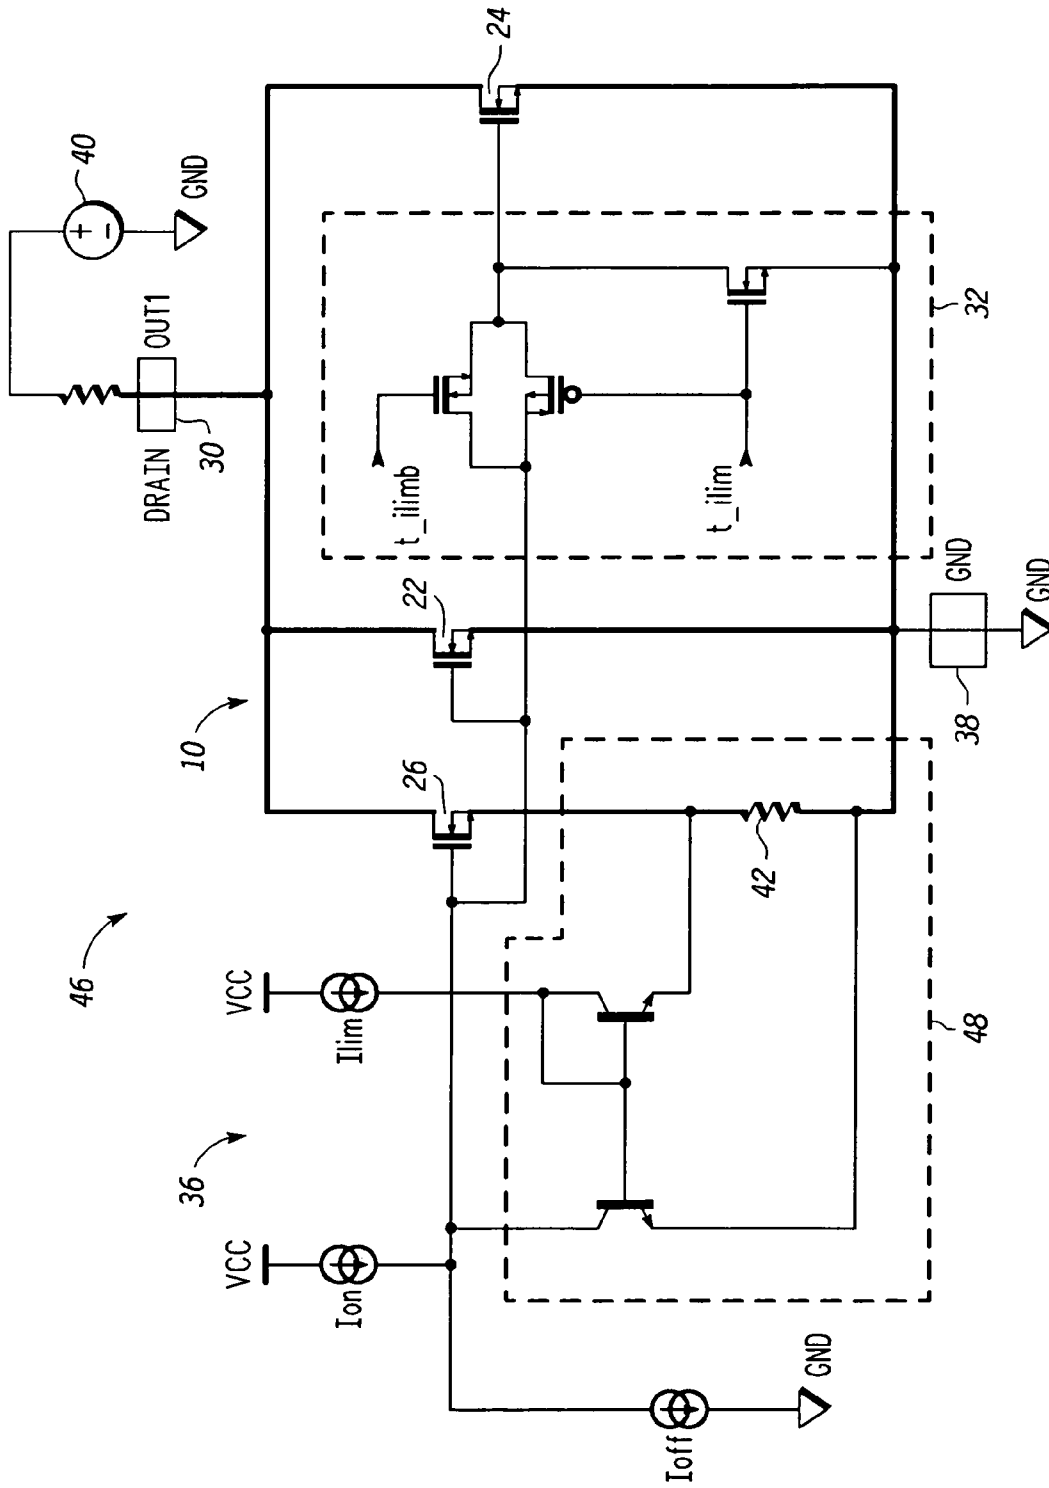 46
10
36
VCC
Ion
VCC
Ilim
Ioff
GND
26
22
24
DRAIN
OUT1
30
40
GND
t_ilimb
t_ilim
32
42
48
38
GND
GND